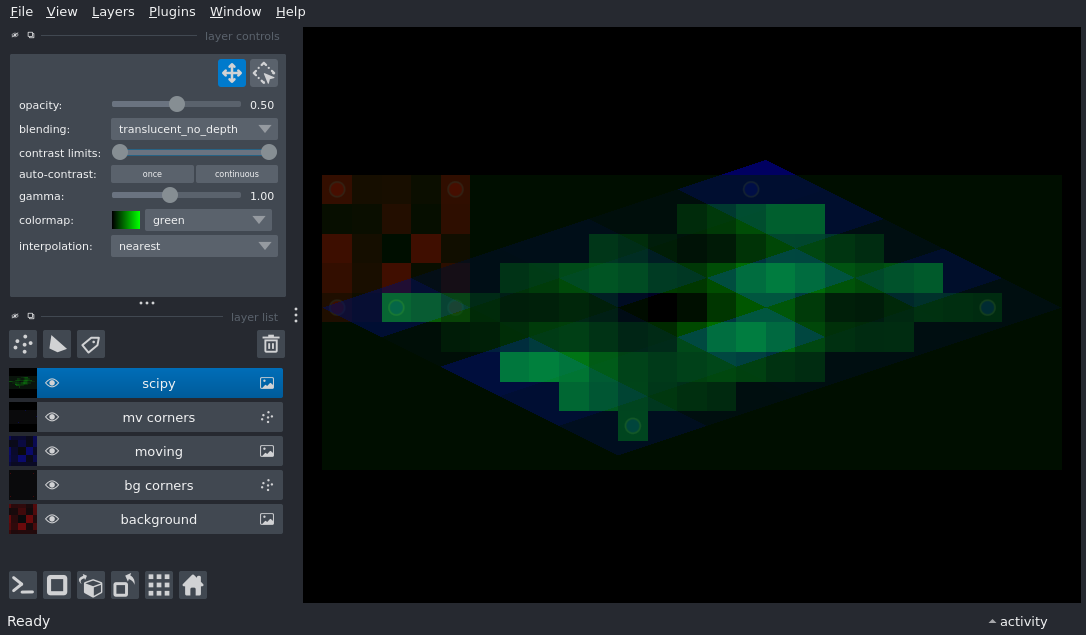 File View Layers Plugins Window Help
layer controls
opacity: 0.50
blending: translucent_no_depth
contrast limits:
auto-contrast: once continuous
gamma: 1.00
colormap: green
interpolation: nearest
layer list
scipy
mv corners
moving
bg corners
background
Ready activity